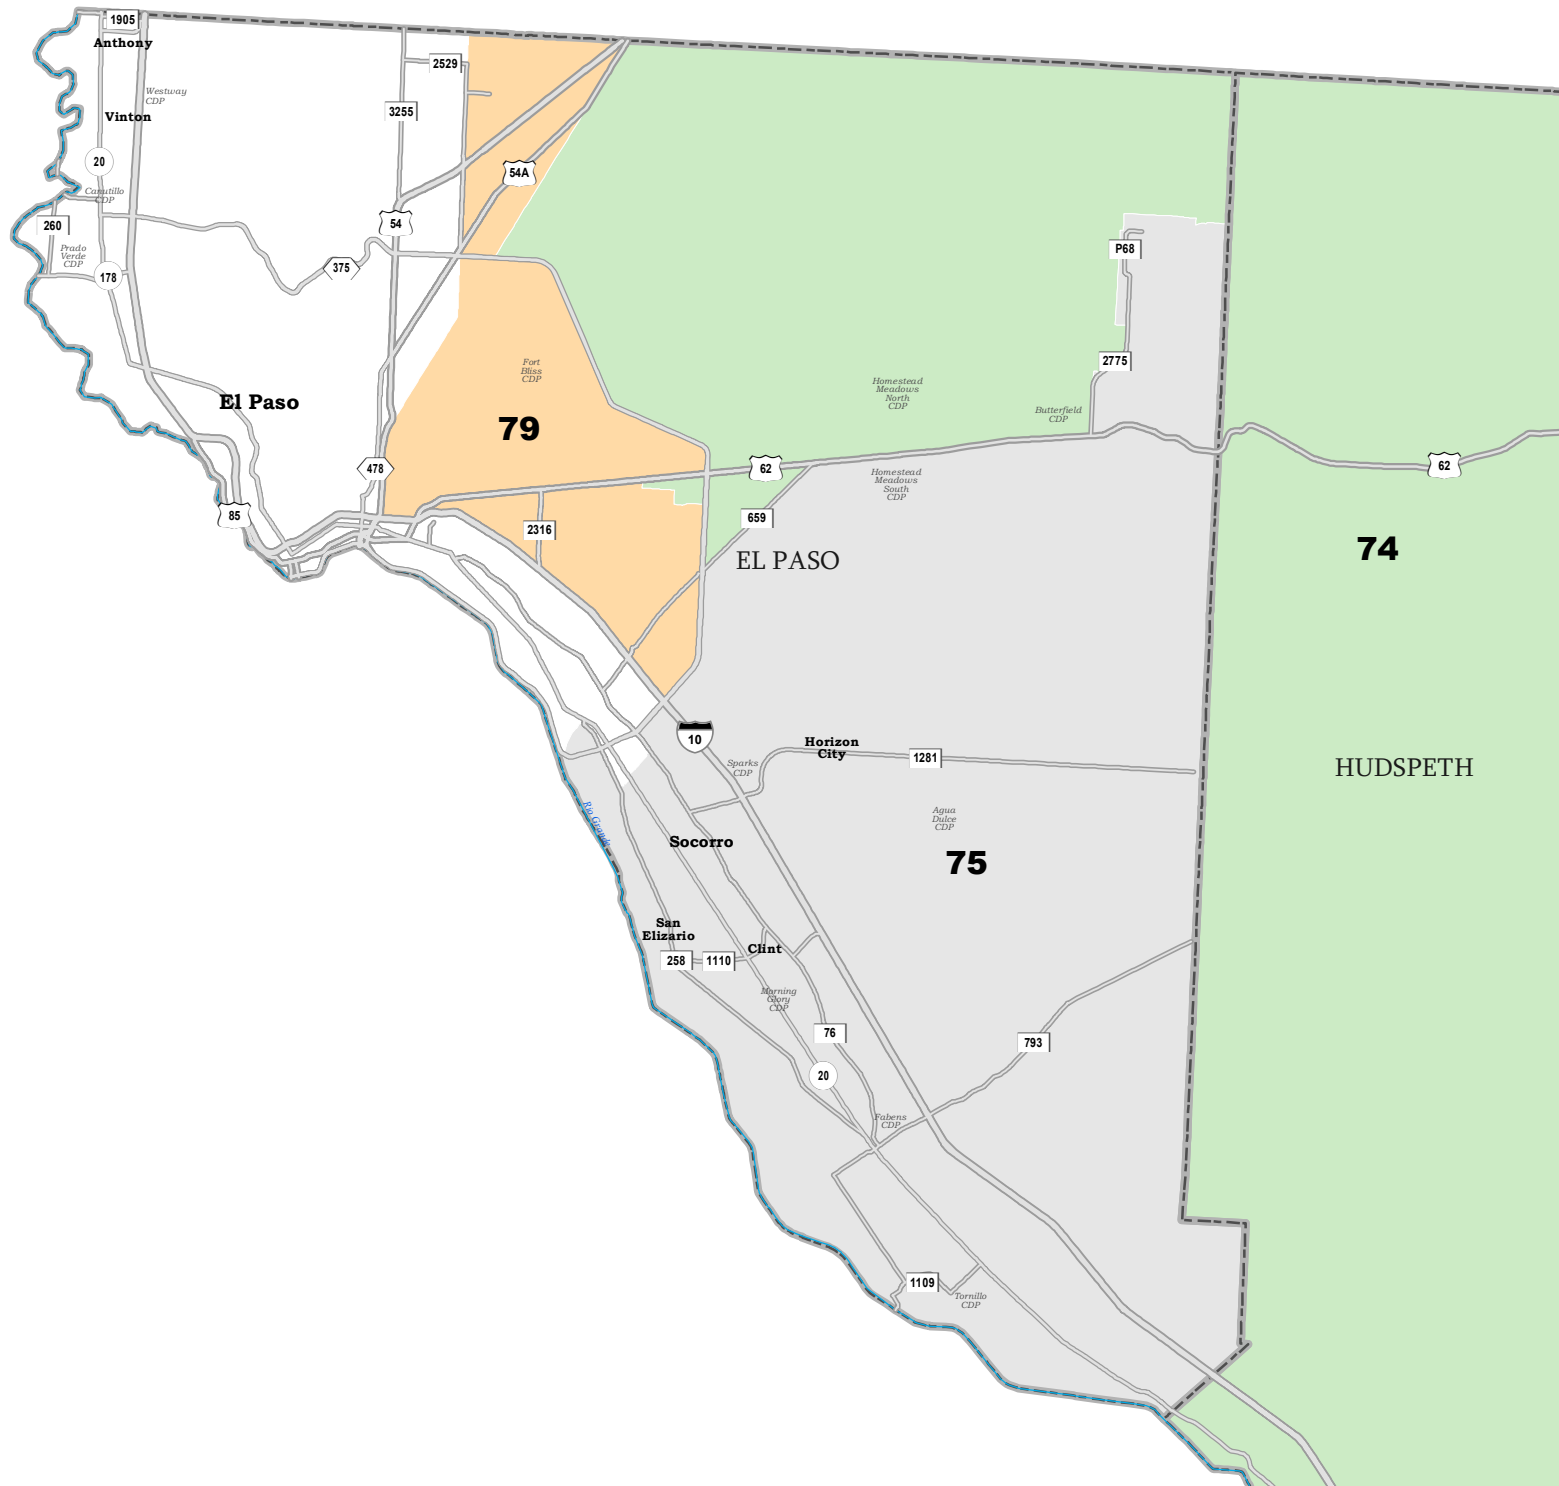 1905
Anthony
2529
Westway
CDP
3255
Vinton
20
54A
Canutillo
CDP
260
54
Prado
Verde
CDP
P68
375
178
2775
Fort
Bliss
CDP
Homestead
Meadows
North
CDP
El Paso
Butterfield
CDP
79
478
62
62
Homestead
Meadows
South
CDP
85
659
2316
EL PASO
74
10
Horizon
City
1281
Sparks
CDP
HUDSPETH
Rio Grande
Agua
Dulce
CDP
Socorro
75
San
Elizario
Clint
258
1110
Morning
Glory
CDP
76
793
20
Fabens
CDP
1109
Tornillo
CDP